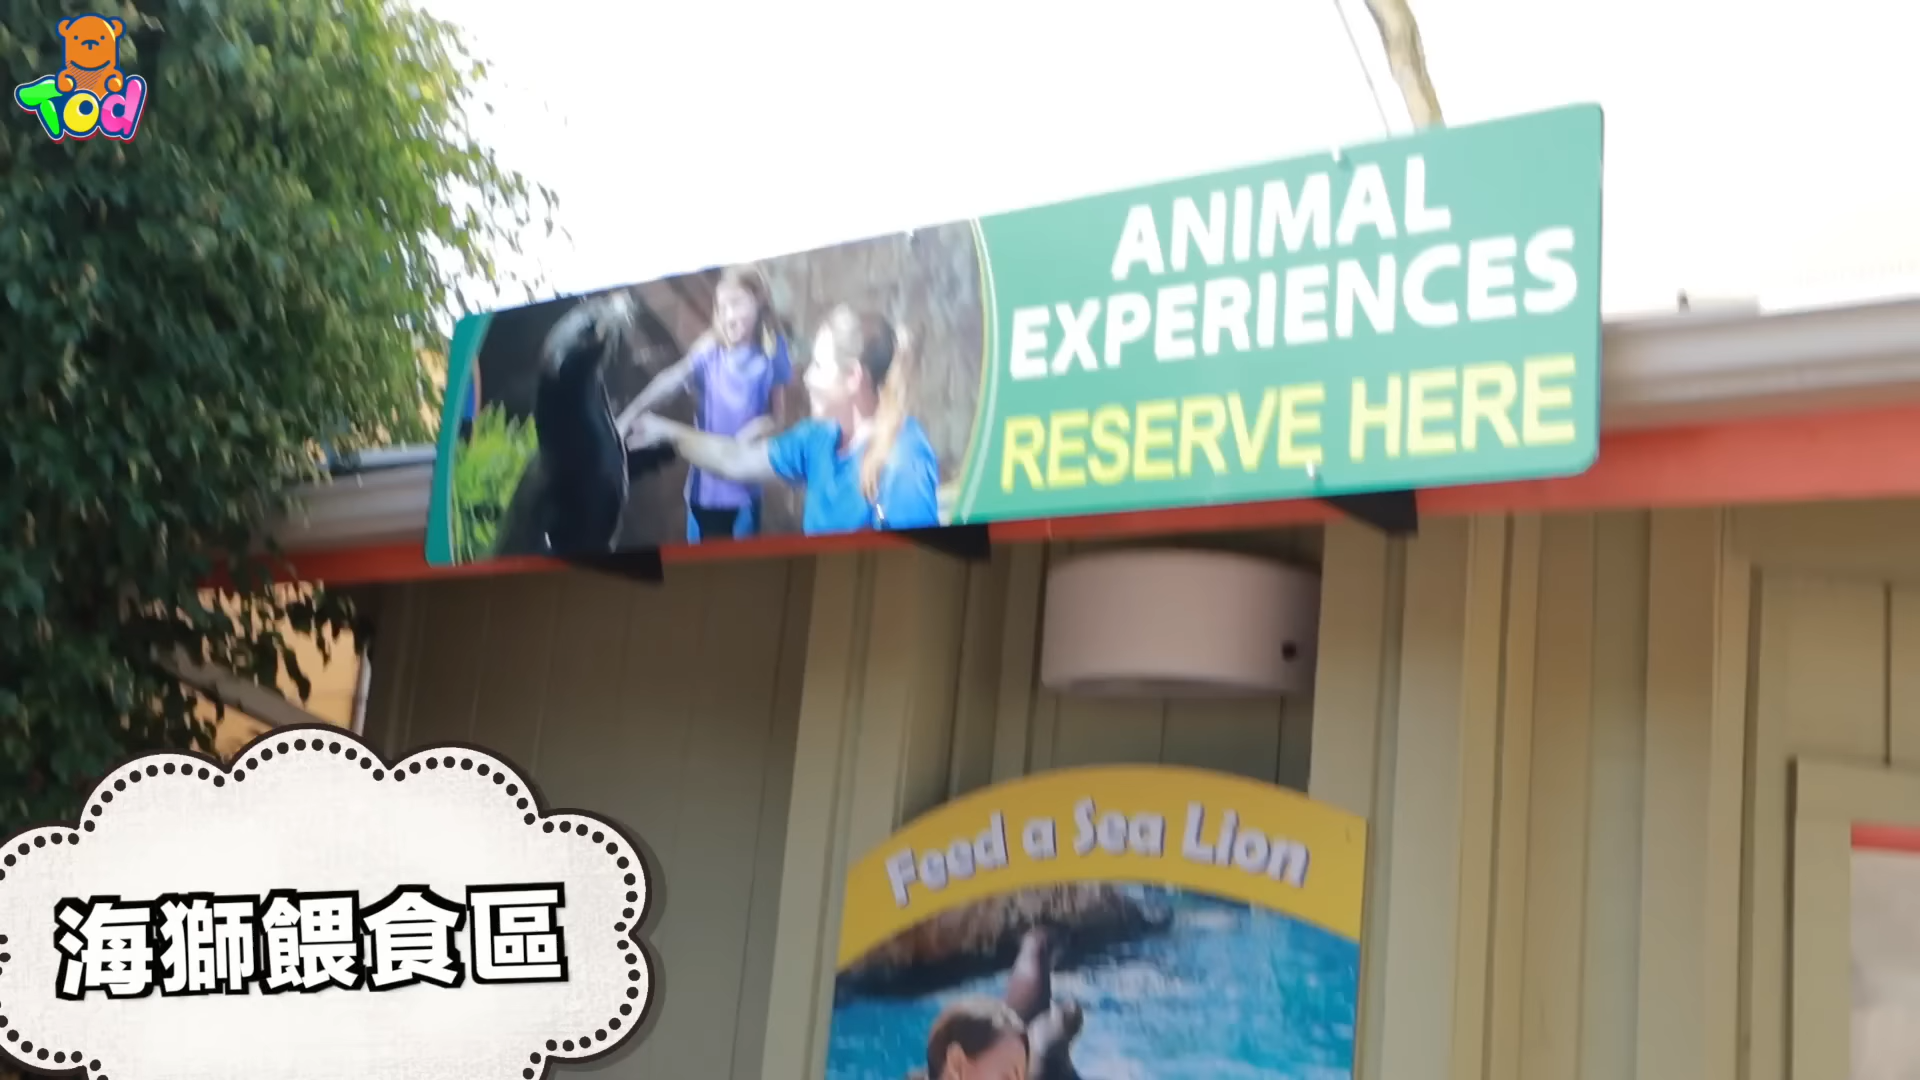 Tod
ANIMAL
EXPERIENCES
RESERVE HERE
Feed a Sea Lion
海獅餵食區